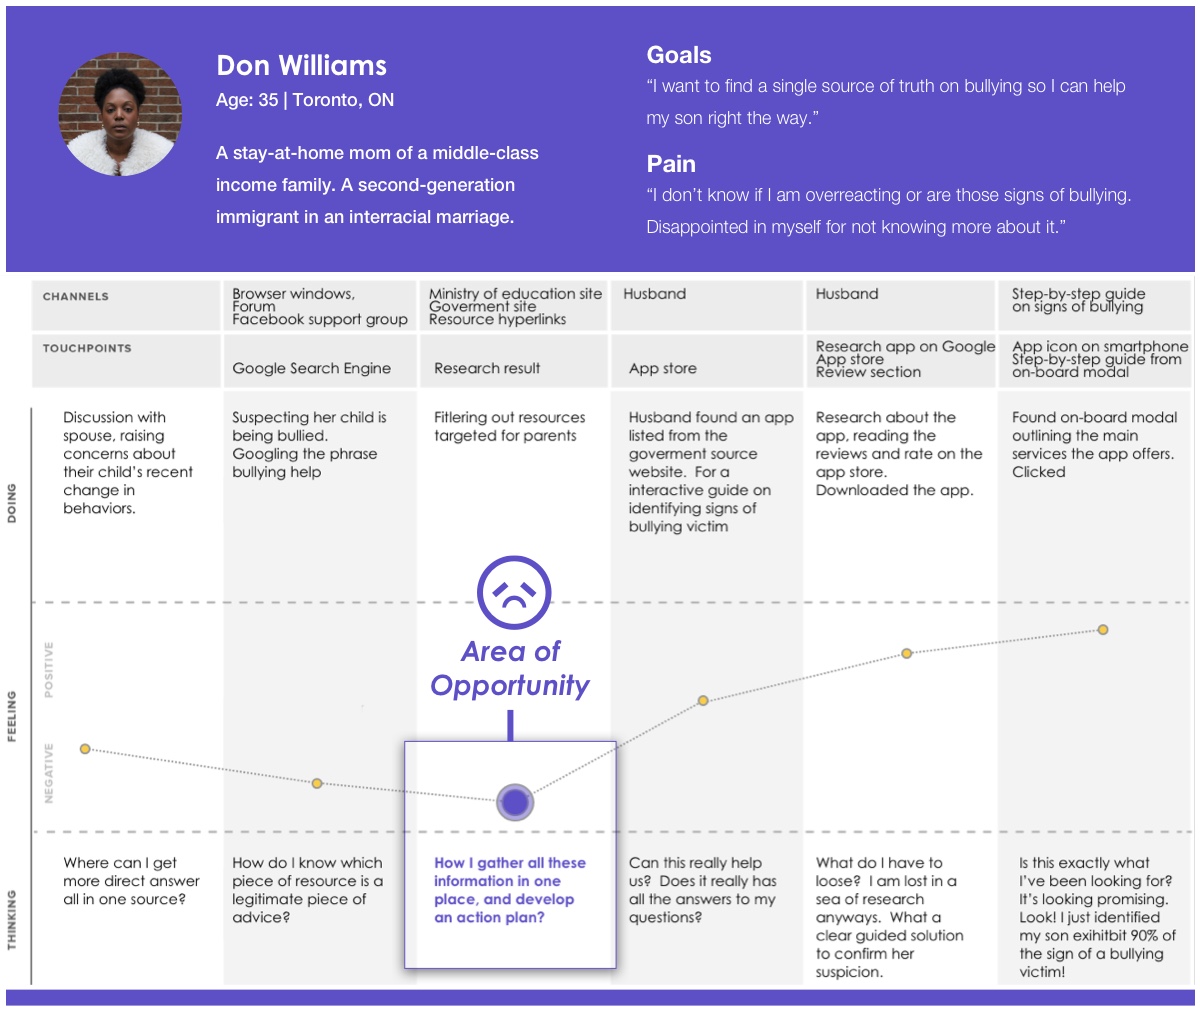 Don Williams
Age: 35 | Toronto, ON
A stay-at-home mom of a middle-class
income family. A second-generation
immigrant in an interracial marriage.
Goals
“I want to find a single source of truth on bullying so I can help
my son right the way.”
Pain
“I don’t know if I am overreacting or are those signs of bullying.
Disappointed in myself for not knowing more about it.”
CHANNELS
Browser windows,
Forum
Facebook support group
Ministry of education site
Goverment site
Resource hyperlinks
Husband
Husband
Step-by-step guide
on signs of bullying
TOUCHPOINTS
Google Search Engine
Research result
App store
Research app on Google
App store
Review section
App icon on smartphone
Step-by-step guide from
on-board modal
DOING
Discussion with
spouse, raising
concerns about
their child’s recent
change in
behaviors.
Suspecting her child is
being bullied.
Googling the phrase
bullying help
Fitlering out resources
targeted for parents
Husband found an app
listed from the
goverment source
website. For a
interactive guide on
identifying signs of
bullying victim
Research about the
app, reading the
reviews and rate on the
app store.
Downloaded the app.
Found on-board modal
outlining the main
services the app offers.
Clicked
FEELING
POSITIVE
NEGATIVE
Area of
Opportunity
THINKING
Where can I get
more direct answer
all in one source?
How do I know which
piece of resource is a
legitimate piece of
advice?
How I gather all these
information in one
place, and develop
an action plan?
Can this really help
us? Does it really has
all the answers to my
questions?
What do I have to
loose? I am lost in a
sea of research
anyways. What a
clear guided solution
to confirm her
suspicion.
Is this exactly what
I’ve been looking for?
It’s looking promising.
Look! I just identified
my son exihitbit 90% of
the sign of a bullying
victim!